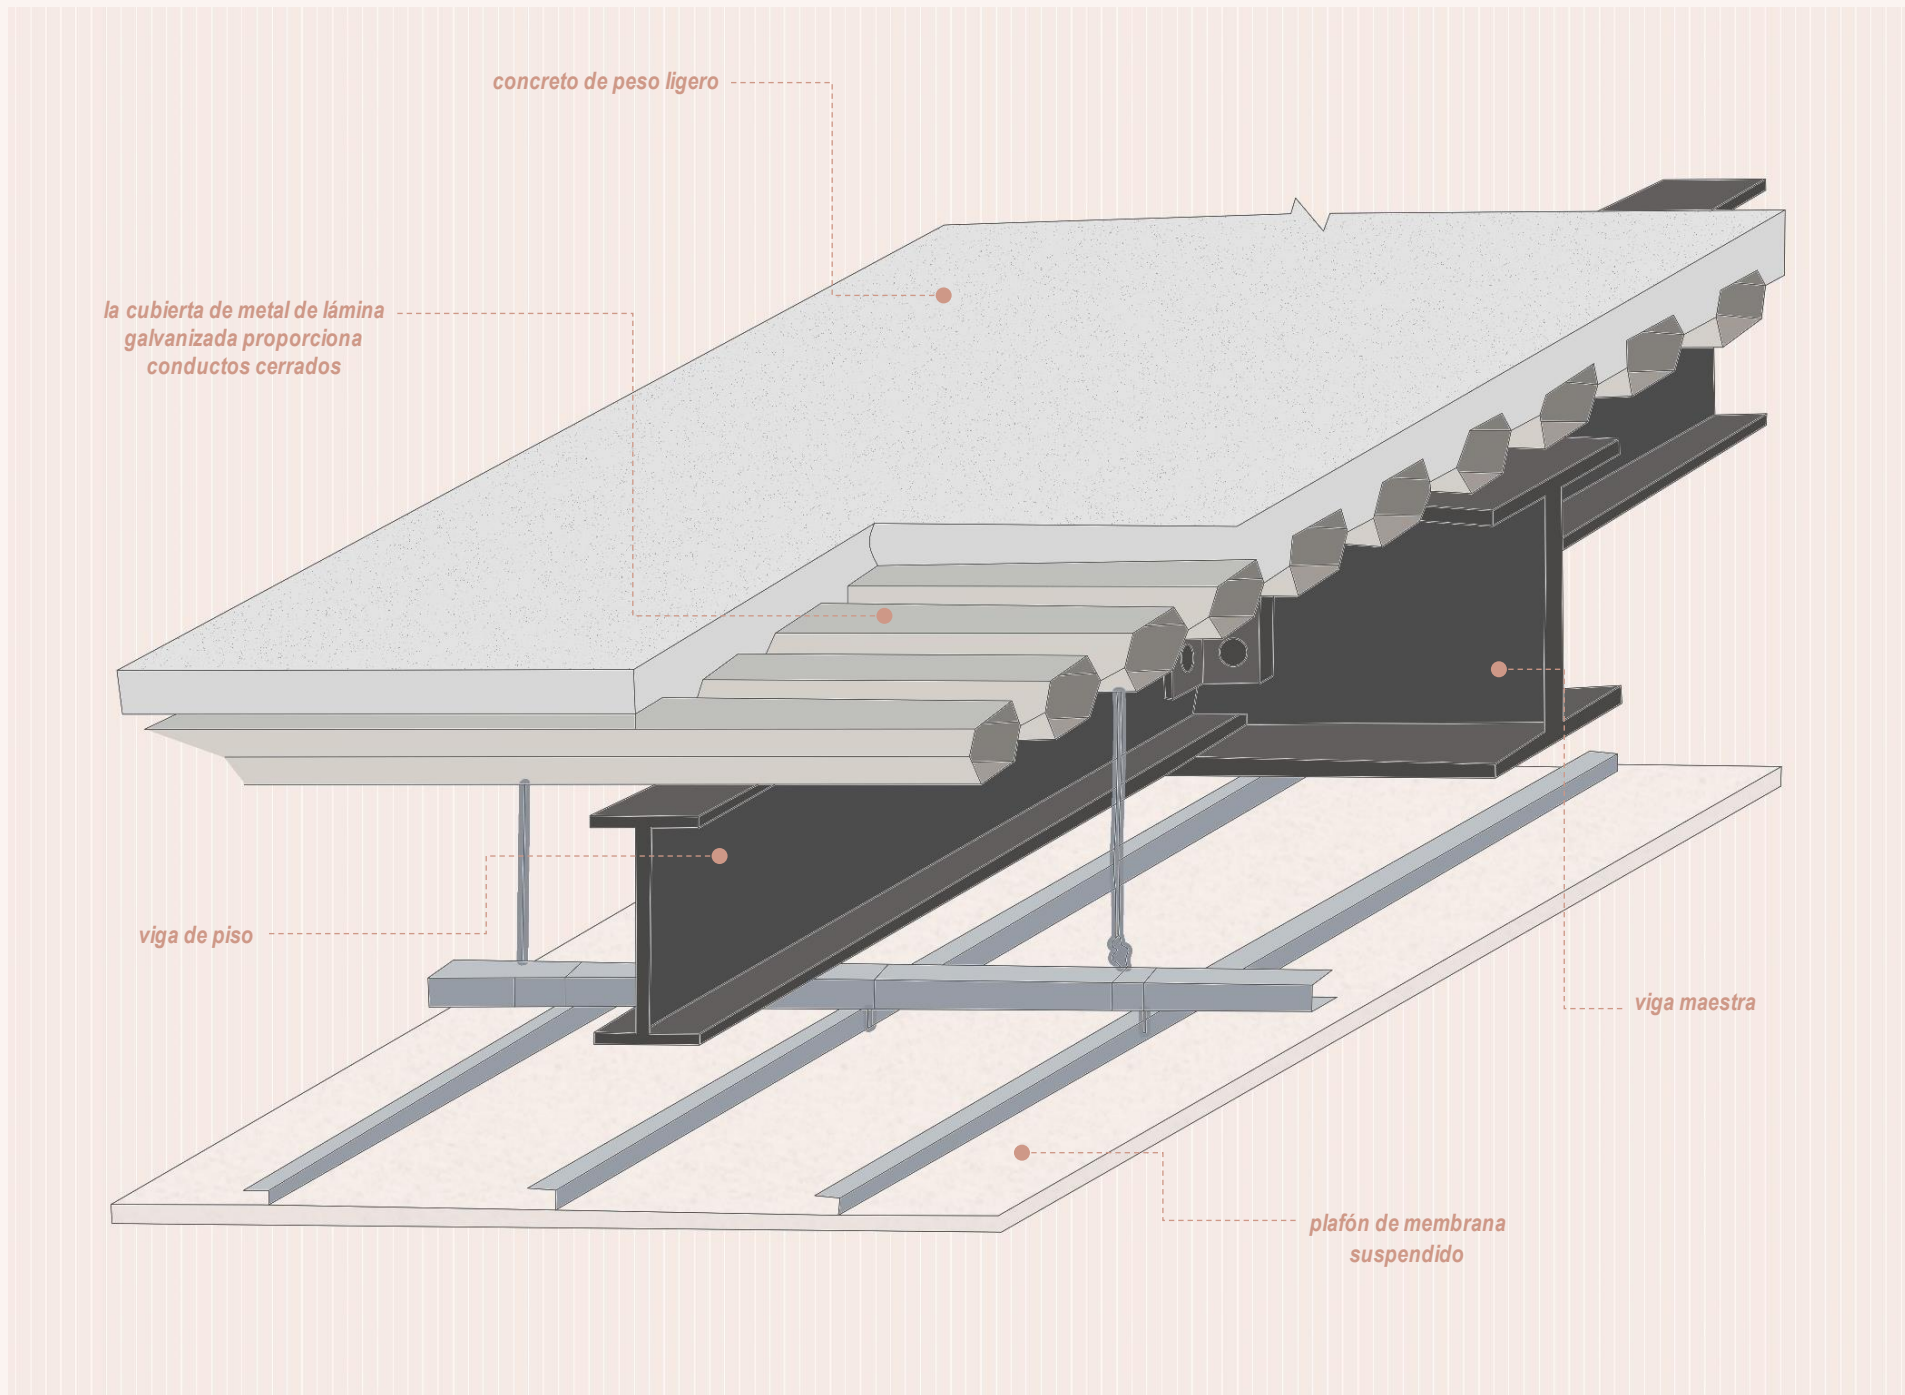 concreto de peso ligero
la cubierta de metal de lámina
galvanizada proporciona
conductos cerrados
viga de piso
viga maestra
plafón de membrana
suspendido